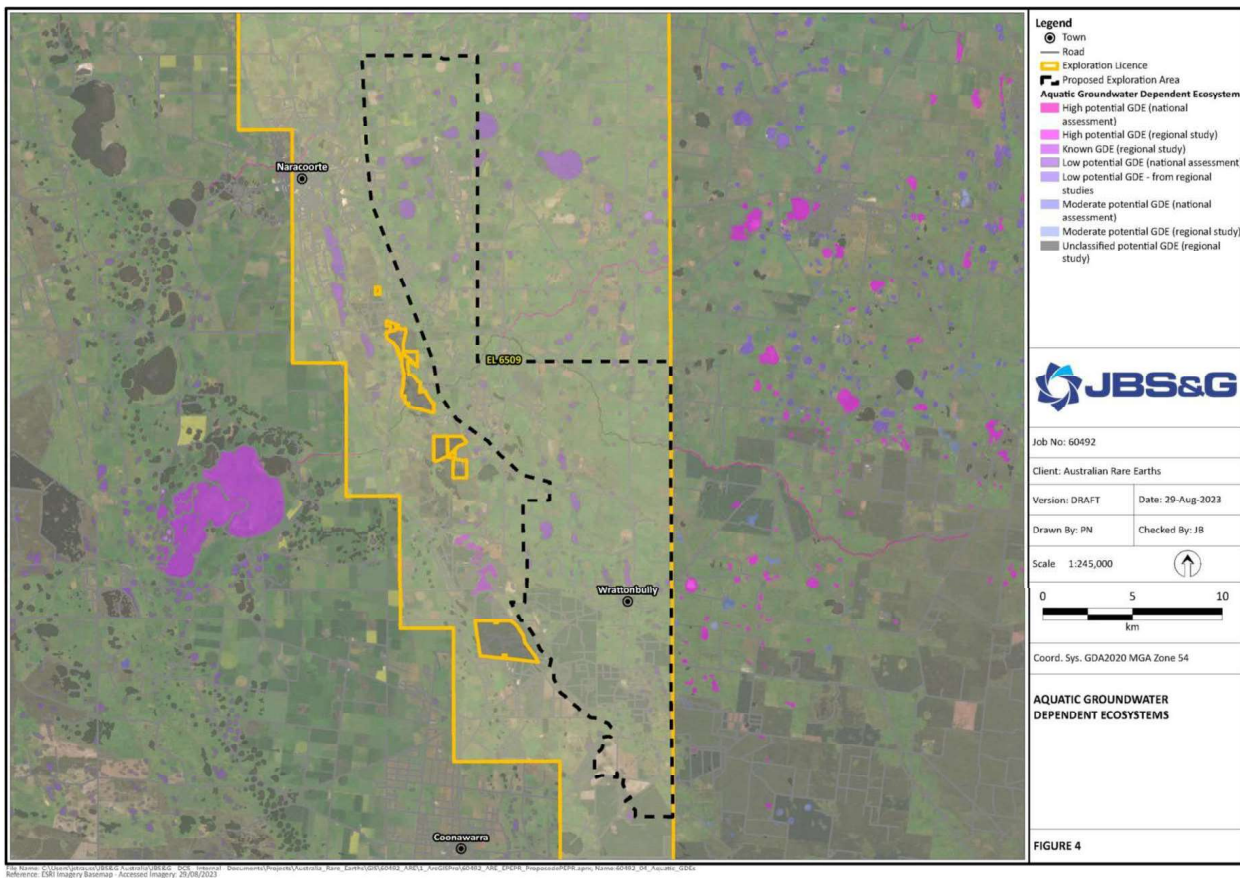 Legend
Town
Road
Exploration Licence
Proposed Exploration Area
Aquatic Groundwater Dependent Ecosystem
High potential GDE (national
assessment)
High potential GDE (regional study)
Known GDE (regional study)
Low potential GDE (national assessment)
Low potential GDE - from regional
studies
Moderate potential GDE (national
assessment)
Moderate potential GDE (regional study)
Unclassified potential GDE (regional
study)
Naracoorte
EL 6509
Wrattonbully
Coonawarra
JBS&G
Job No: 60492
Client: Australian Rare Earths
Version: DRAFT
Date: 29-Aug-2023
Drawn By: PN
Checked By: JB
Scale 1:245,000
0 5 10
km
Coord. Sys. GDA2020 MGA Zone 54
AQUATIC GROUNDWATER
DEPENDENT ECOSYSTEMS
FIGURE 4
Reference: ESRI Imagery Basemap - Accessed Imagery: 29/08/2023